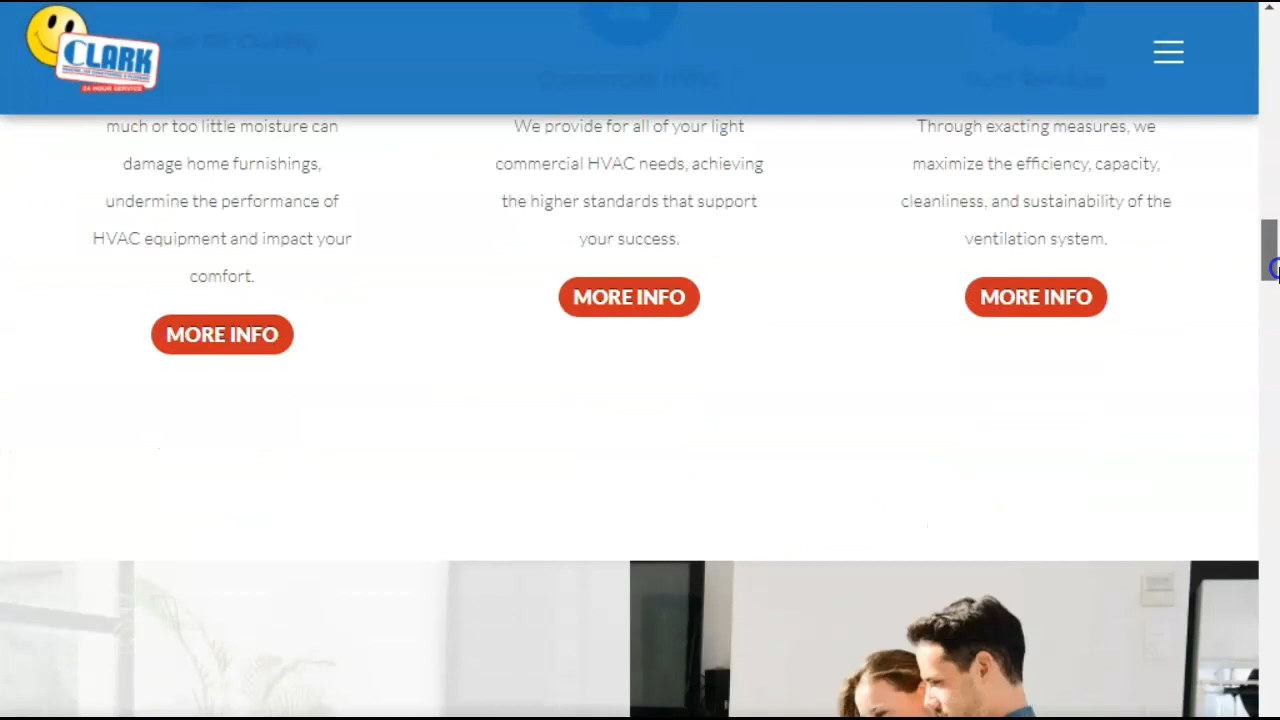 CLARK
24 HOUR SERVICE
much or too little moisture can
damage home furnishings,
undermine the performance of
HVAC equipment and impact your
comfort.
MORE INFO
We provide for all of your light
commercial HVAC needs, achieving
the higher standards that support
your success.
MORE INFO
Through exacting measures, we
maximize the efficiency, capacity,
cleanliness, and sustainability of the
ventilation system.
MORE INFO